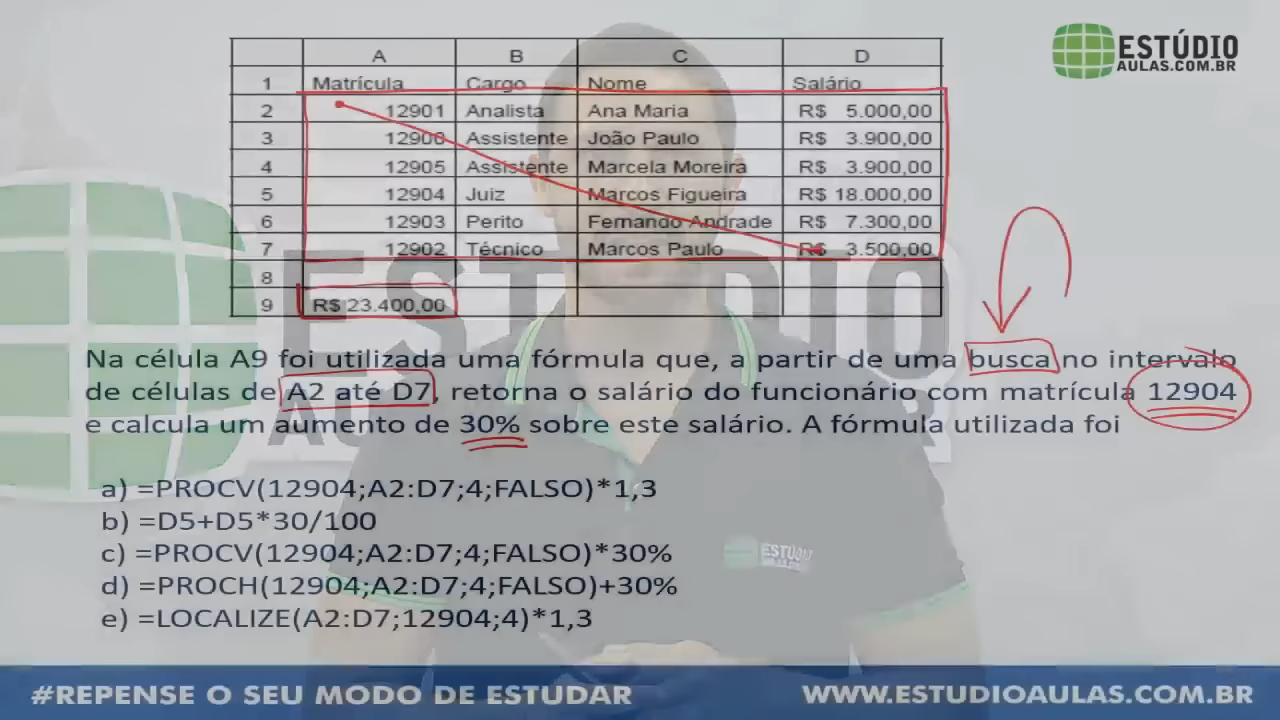 ESTÚDIO
AULAS.COM.BR
A B C D
1 Matrícula Cargo Nome Salário
2 12901 Analista Ana Maria R$ 5.000,00
3 12900 Assistente João Paulo R$ 3.900,00
4 12905 Assistente Marcela Moreira R$ 3.900,00
5 12904 Juiz Marcos Figueira R$ 18.000,00
6 12903 Perito Fernando Andrade R$ 7.300,00
7 12902 Técnico Marcos Paulo R$ 3.500,00
8
9 R$ 23.400,00
Na célula A9 foi utilizada uma fórmula que, a partir de uma busca no intervalo
de células de A2 até D7, retorna o salário do funcionário com matrícula 12904
e calcula um aumento de 30% sobre este salário. A fórmula utilizada foi
a) =PROCV(12904;A2:D7;4;FALSO)*1,3
b) =D5+D5*30/100
c) =PROCV(12904;A2:D7;4;FALSO)*30%
d) =PROCH(12904;A2:D7;4;FALSO)+30%
e) =LOCALIZE(A2:D7;12904;4)*1,3
#REPENSE O SEU MODO DE ESTUDAR
WWW.ESTUDIOAULAS.COM.BR